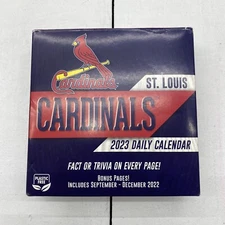 Cardinals
ST. LOUIS
CARDINALS
2023 DAILY CALENDAR
FACT OR TRIVIA ON EVERY PAGE!
BONUS PAGES!
INCLUDES SEPTEMBER - DECEMBER 2022
PLASTIC
FREE